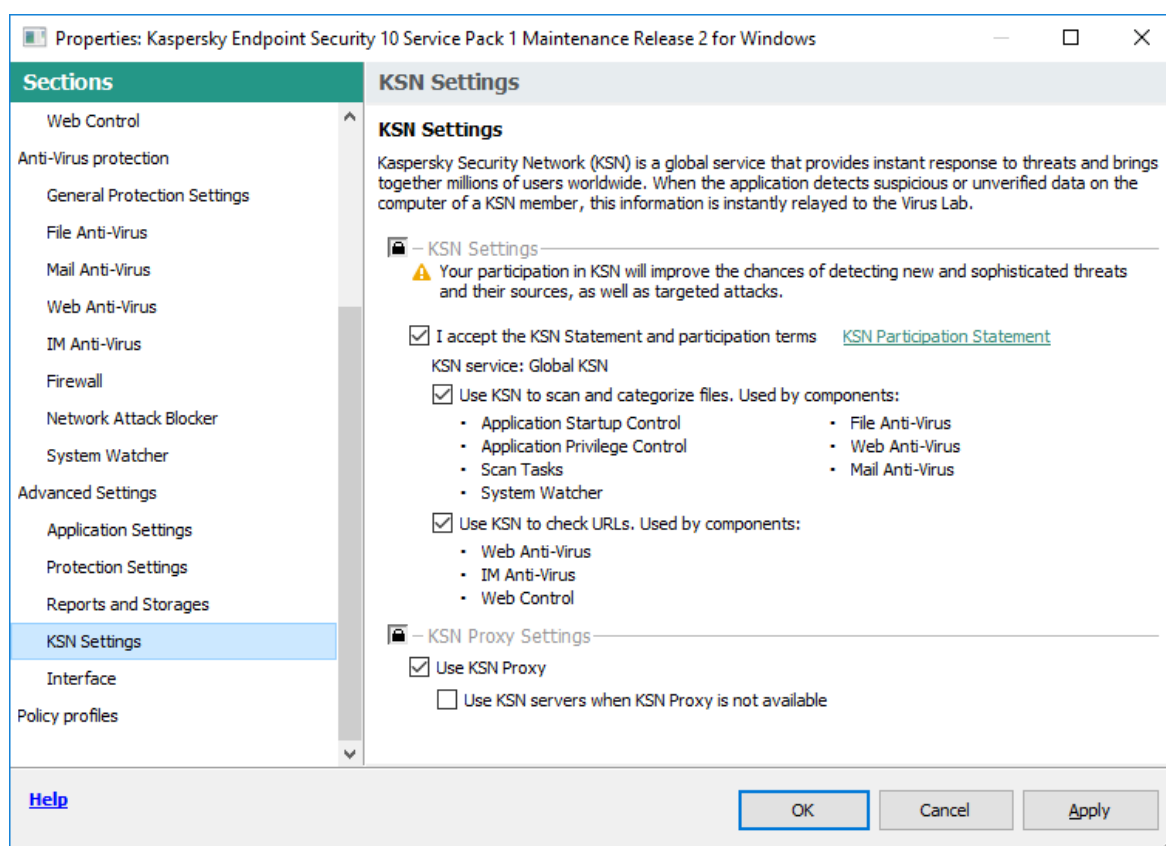 Properties: Kaspersky Endpoint Security 10 Service Pack 1 Maintenance Release 2 for Windows
Sections
Web Control
Anti-Virus protection
General Protection Settings
File Anti-Virus
Mail Anti-Virus
Web Anti-Virus
IM Anti-Virus
Firewall
Network Attack Blocker
System Watcher
Advanced Settings
Application Settings
Protection Settings
Reports and Storages
KSN Settings
Interface
Policy profiles
KSN Settings
KSN Settings
Kaspersky Security Network (KSN) is a global service that provides instant response to threats and brings
together millions of users worldwide. When the application detects suspicious or unverified data on the
computer of a KSN member, this information is instantly relayed to the Virus Lab.
KSN Settings
Your participation in KSN will improve the chances of detecting new and sophisticated threats
and their sources, as well as targeted attacks.
I accept the KSN Statement and participation terms KSN Participation Statement
KSN service: Global KSN
Use KSN to scan and categorize files. Used by components:
• Application Startup Control
• Application Privilege Control
• Scan Tasks
• System Watcher
• File Anti-Virus
• Web Anti-Virus
• Mail Anti-Virus
Use KSN to check URLs. Used by components:
• Web Anti-Virus
• IM Anti-Virus
• Web Control
KSN Proxy Settings
Use KSN Proxy
Use KSN servers when KSN Proxy is not available
Help
OK
Cancel
Apply